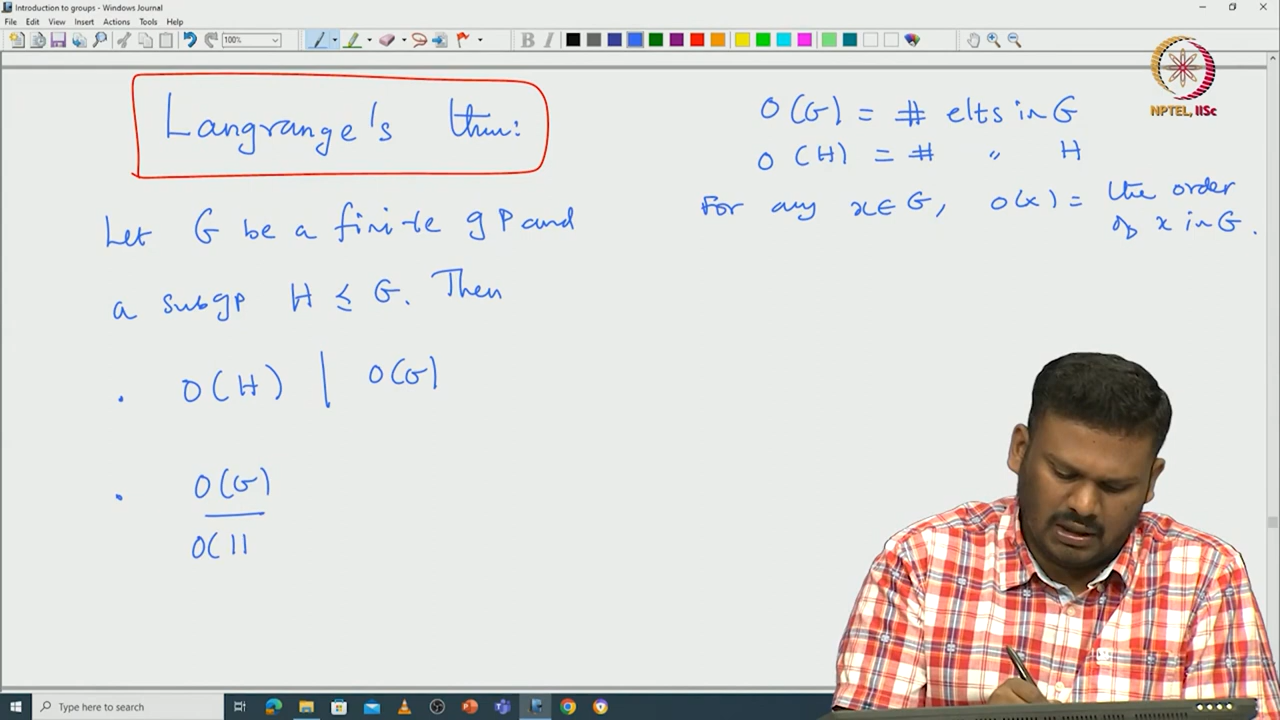 Introduction to groups - Windows Journal
File Edit View Insert Actions Tools Help
100%
B I
NPTEL, IISc
Langrange's thm:
O(G) = # elts in G
O(H) = # " H
For any x ∈ G, O(x) = the order
of x in G.
Let G be a finite gp and
a subgp H ≤ G. Then
. O(H) | O(G)
. O(G)
O( H
Type here to search